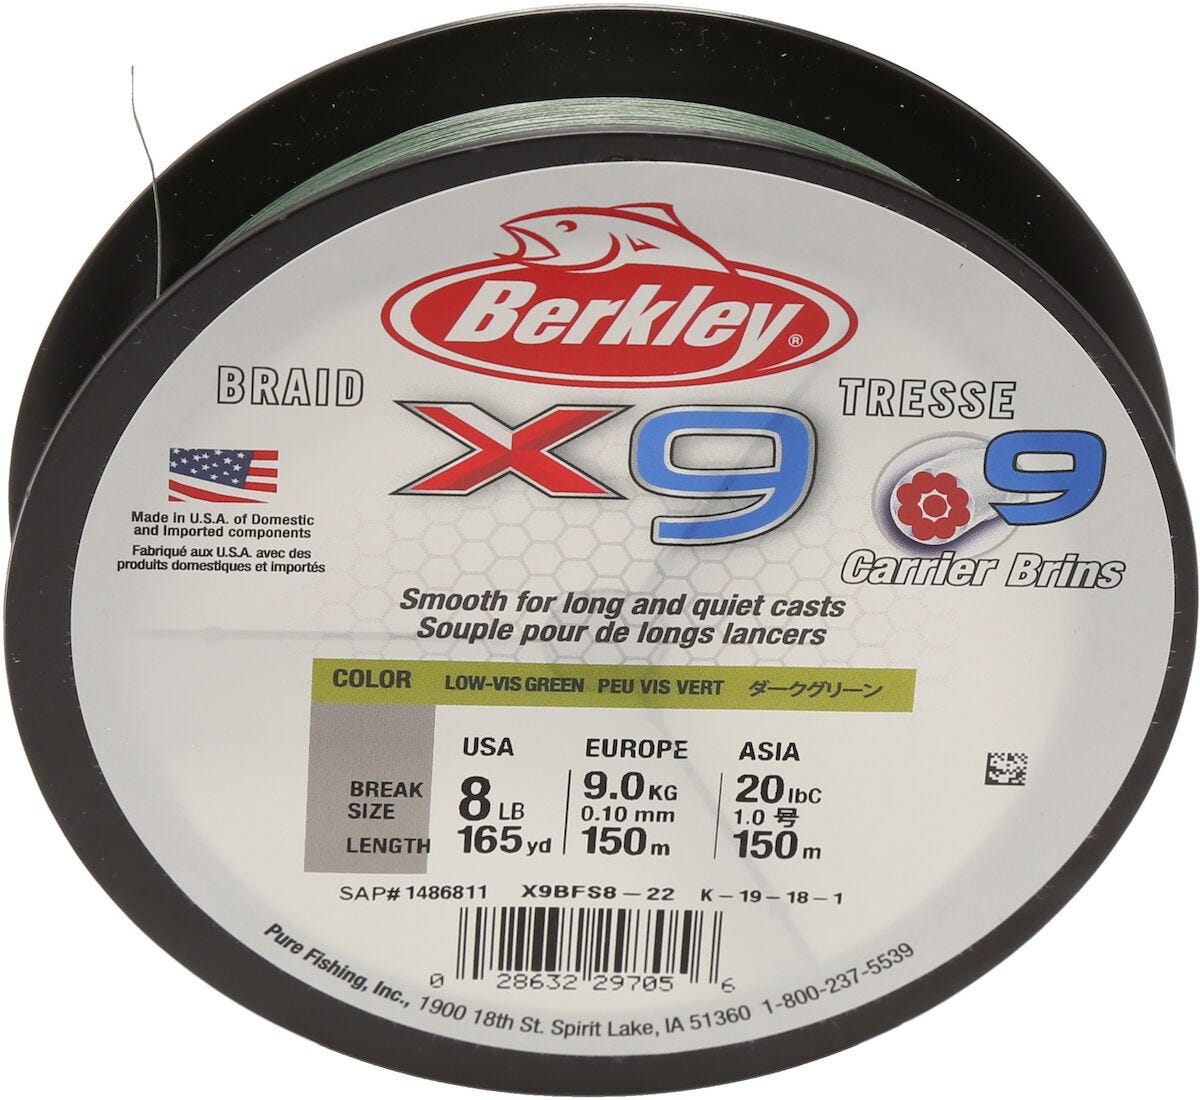 Berkley®
BRAID
X9
TRESSE
9
Carrier Brins
Made in U.S.A. of Domestic
and Imported components
Fabriqué aux U.S.A. avec des
produits domestiques et importés
Smooth for long and quiet casts
Souple pour de longs lancers
COLOR LOW-VIS GREEN PEU VIS VERT ダークグリーン
USA EUROPE ASIA
BREAK SIZE 8 LB 9.0 KG 20 lbC
0.10 mm 1.0 号
LENGTH 165 yd 150 m 150 m
SAP# 1486811 X9BFS8-22 K-19-18-1
0 28632 29705 6
Pure Fishing, Inc., 1900 18th St. Spirit Lake, IA 51360 1-800-237-5539